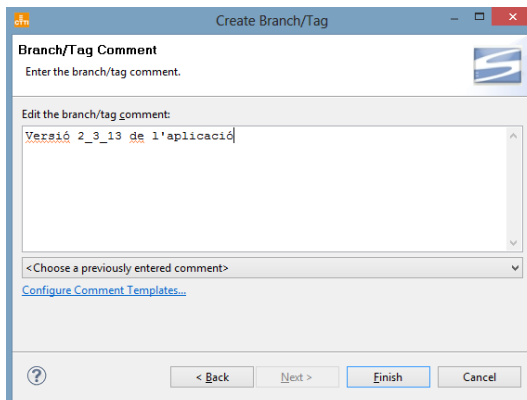 Create Branch/Tag
Branch/Tag Comment
Enter the branch/tag comment.
Edit the branch/tag comment:
Versió 2_3_13 de l'aplicació
<Choose a previously entered comment>
Configure Comment Templates...
< Back Next > Finish Cancel